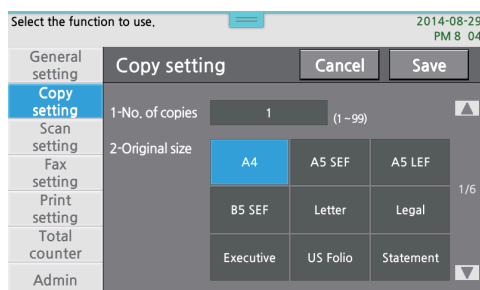 Select the function to use.
2014-08-29
PM 8 04
General
setting
Copy
setting
Scan
setting
Fax
setting
Print
setting
Total
counter
Admin
Copy setting
Cancel
Save
1-No. of copies
1
(1~99)
2-Original size
A4
A5 SEF
A5 LEF
B5 SEF
Letter
Legal
Executive
US Folio
Statement
1/6